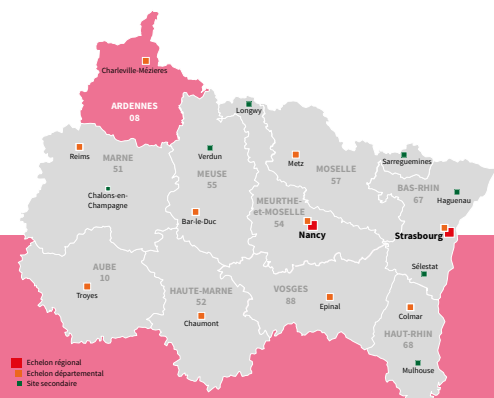 Charleville-Mézieres
ARDENNES
08
Longwy
Reims
MARNE
51
Verdun
MEUSE
55
Metz
MOSELLE
57
Sarreguemines
BAS-RHIN
67
Haguenau
Chalons-en-
Champagne
Bar-le-Duc
MEURTHE-
et-MOSELLE
54
Nancy
Strasbourg
AUBE
10
Troyes
HAUTE-MARNE
52
Chaumont
VOSGES
88
Epinal
Sélestat
Colmar
HAUT-RHIN
68
Mulhouse
Echelon régional
Echelon départemental
Site secondaire